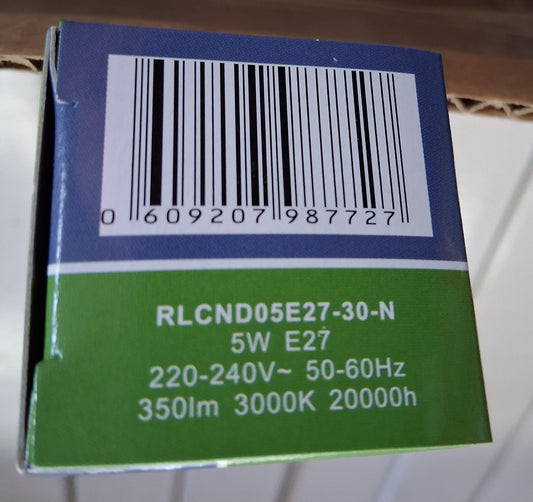 0 609207 987727
RLCND05E27-30-N
5W E27
220-240V~ 50-60Hz
350lm 3000K 20000h